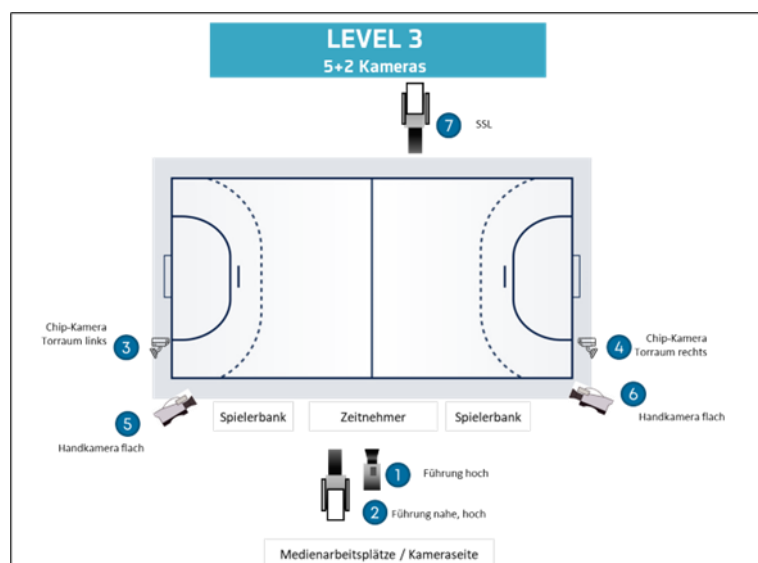 LEVEL 3
5+2 Kameras
7
SSL
Chip-Kamera
Torraum links
3
4
Chip-Kamera
Torraum rechts
5
Handkamera flach
Spielerbank
Zeitnehmer
Spielerbank
6
Handkamera flach
1
Führung hoch
2
Führung nahe, hoch
Medienarbeitsplätze / Kameraseite